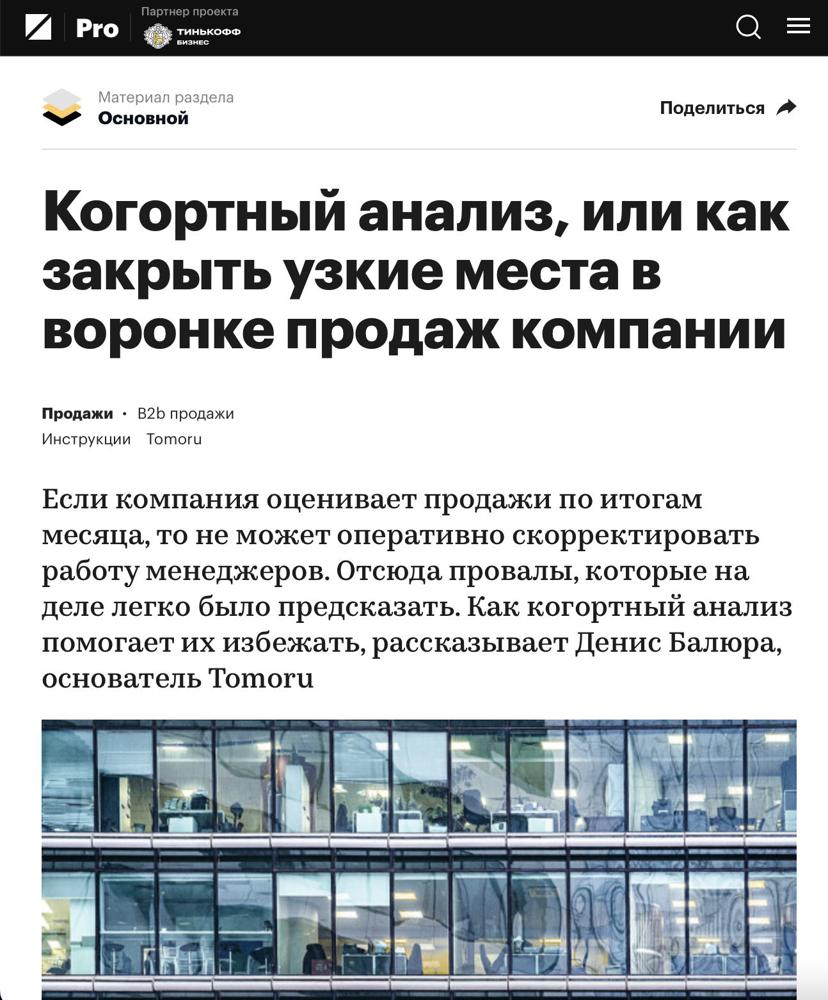 Pro
Партнер проекта
ТИНЬКОФФ
БИЗНЕС
Материал раздела
Основной
Поделиться
Когортный анализ, или как
закрыть узкие места в
воронке продаж компании
Продажи • B2b продажи
Инструкции Tomoru
Если компания оценивает продажи по итогам
месяца, то не может оперативно скорректировать
работу менеджеров. Отсюда провалы, которые на
деле легко было предсказать. Как когортный анализ
помогает их избежать, рассказывает Денис Балюра,
основатель Tomoru